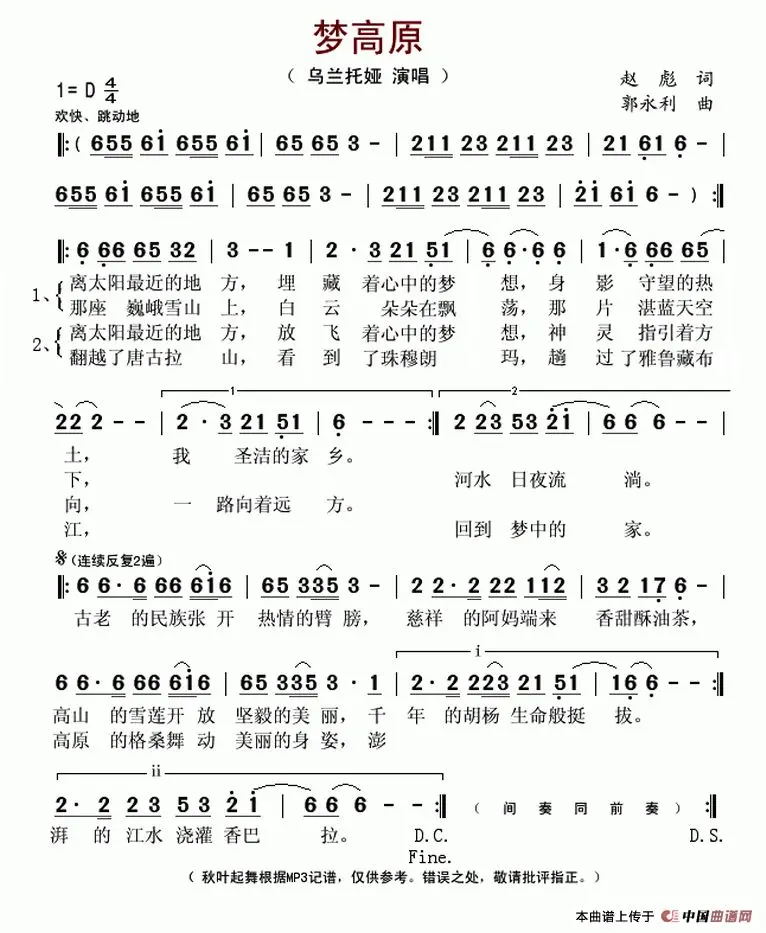 梦高原
（ 乌兰托娅 演唱 ）
赵 彪 词
1= D 4/4
郭永利 曲
欢快、跳动地
‖:( 655 61 655 61 | 65 65 3 - | 211 23 211 23 | 21 61 6 - |
655 61 655 61 | 65 65 3 - | 211 23 211 23 | 21 61 6 - ) :‖
‖: 6 66 65 32 | 3 - - 1 | 2 · 3 21 51 | 6 6 · 6 6 | 1 · 6 66 65 |
1、 离太阳最近的地 方， 埋 藏 着心中的梦 想， 身 影 守望的热
那座 巍峨雪山 上， 白 云 朵朵在飘 荡， 那 片 湛蓝天空
2、 离太阳最近的地 方， 放 飞 着心中的梦 想， 神 灵 指引着方
翻越了唐古拉 山， 看 到 了珠穆朗 玛， 趟 过 了雅鲁藏布
1 2
22 2 - - | 2 · 3 21 51 | 6 - - - :‖ 2 23 53 21 | 6 6 6 - - |
土， 我 圣洁的家 乡。
下， 河水 日夜流 淌。
向， 一 路向着远 方。
江， 回到 梦中的 家。
（连续反复2遍）
‖: 6 6 · 6 66 616 | 65 335 3 - | 2 2 · 2 22 112 | 3 2 17 6 - |
古老 的民族张 开 热情的臂 膀， 慈祥 的阿妈端来 香甜酥油茶，
i
6 6 · 6 66 616 | 65 335 3 · 1 | 2 · 2 223 21 51 | 16 6 - - :‖
高山 的雪莲开 放 坚毅的美 丽，千 年 的胡杨 生命般挺 拔。
高原 的格桑舞 动 美丽的身 姿，澎
ii
2 · 2 2 3 5 3 2 1 | 6 6 6 - - :‖ （ 间 奏 同 前 奏 ） :‖
湃 的 江水 浇灌 香巴 拉。 D.C. D.S.
Fine.
（ 秋叶起舞根据MP3记谱，仅供参考。错误之处，敬请批评指正。）
本曲谱上传于 中国曲谱网